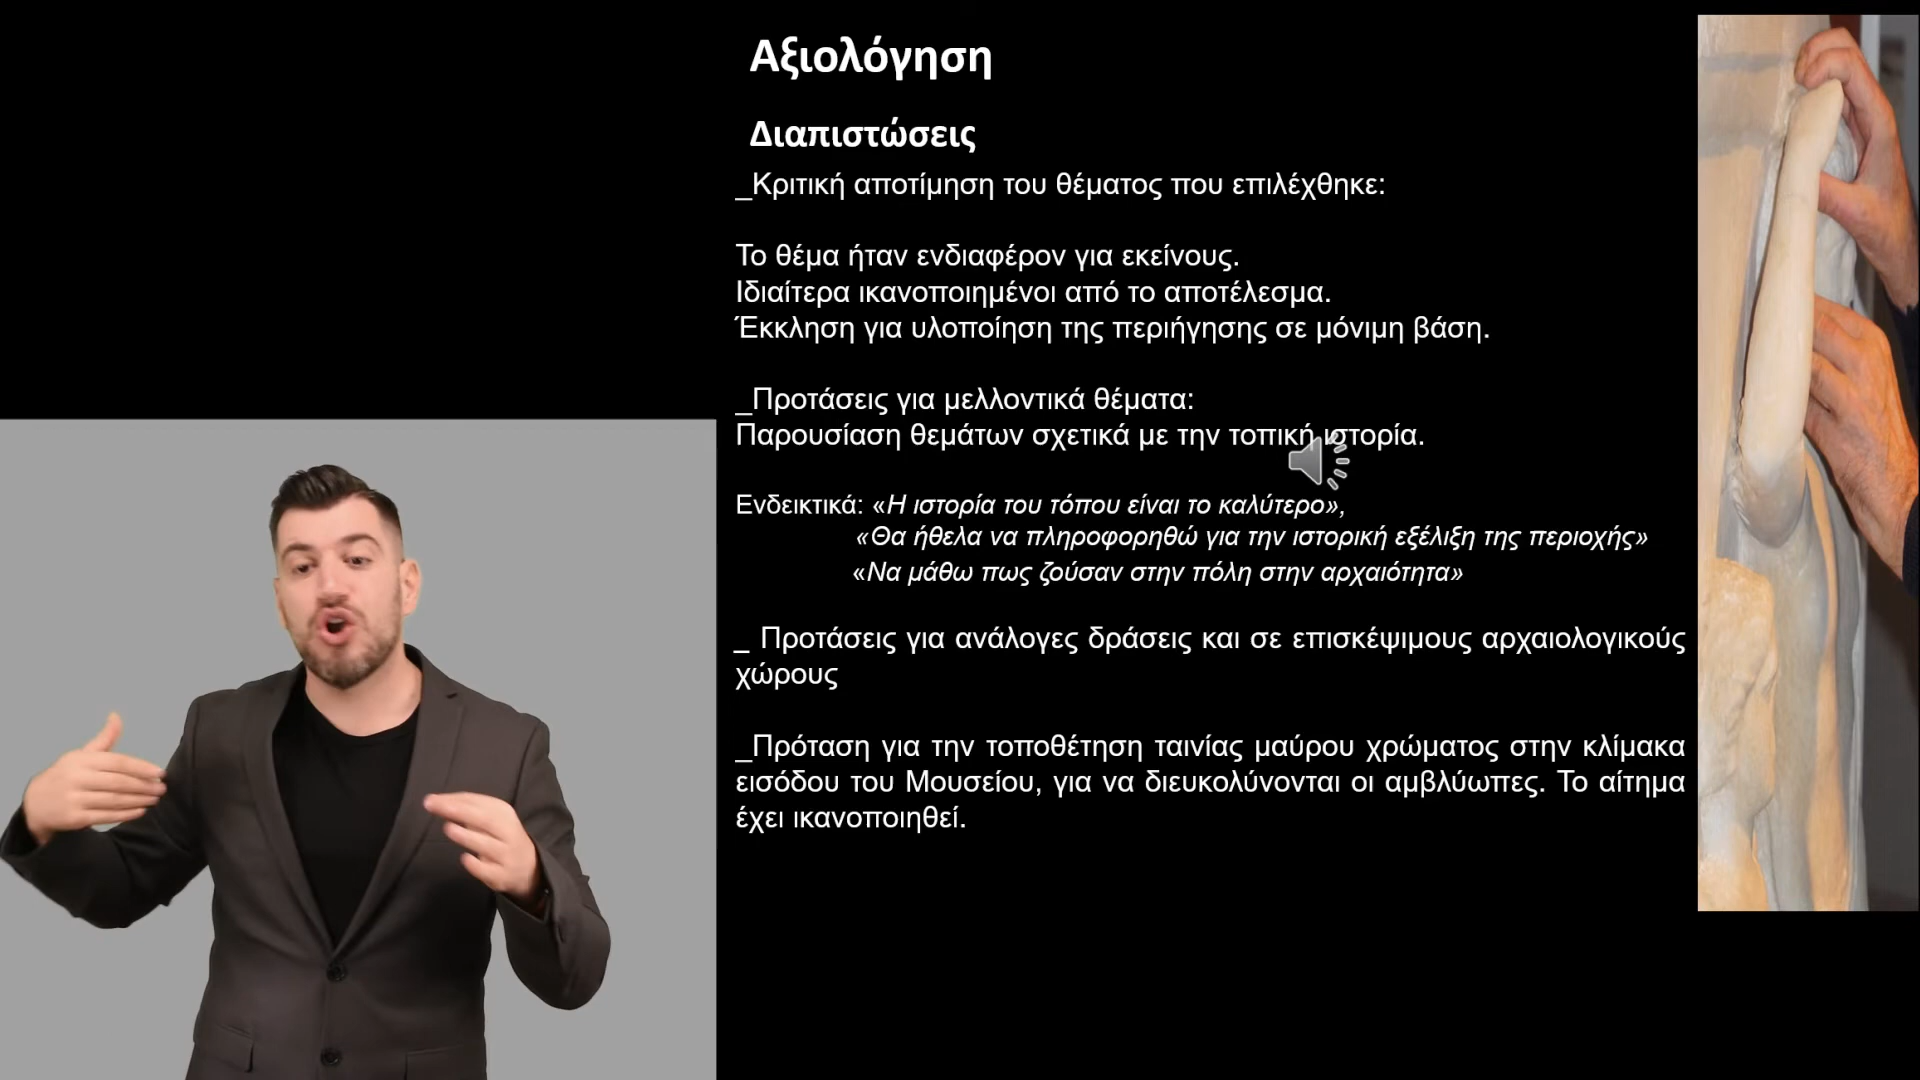 Αξιολόγηση
Διαπιστώσεις
_Κριτική αποτίμηση του θέματος που επιλέχθηκε:
Το θέμα ήταν ενδιαφέρον για εκείνους.
Ιδιαίτερα ικανοποιημένοι από το αποτέλεσμα.
Έκκληση για υλοποίηση της περιήγησης σε μόνιμη βάση.
_Προτάσεις για μελλοντικά θέματα:
Παρουσίαση θεμάτων σχετικά με την τοπική ιστορία.
Ενδεικτικά: «Η ιστορία του τόπου είναι το καλύτερο»,
«Θα ήθελα να πληροφορηθώ για την ιστορική εξέλιξη της περιοχής»
«Να μάθω πως ζούσαν στην πόλη στην αρχαιότητα»
_ Προτάσεις για ανάλογες δράσεις και σε επισκέψιμους αρχαιολογικούς
χώρους
_Πρόταση για την τοποθέτηση ταινίας μαύρου χρώματος στην κλίμακα
εισόδου του Μουσείου, για να διευκολύνονται οι αμβλύωπες. Το αίτημα
έχει ικανοποιηθεί.